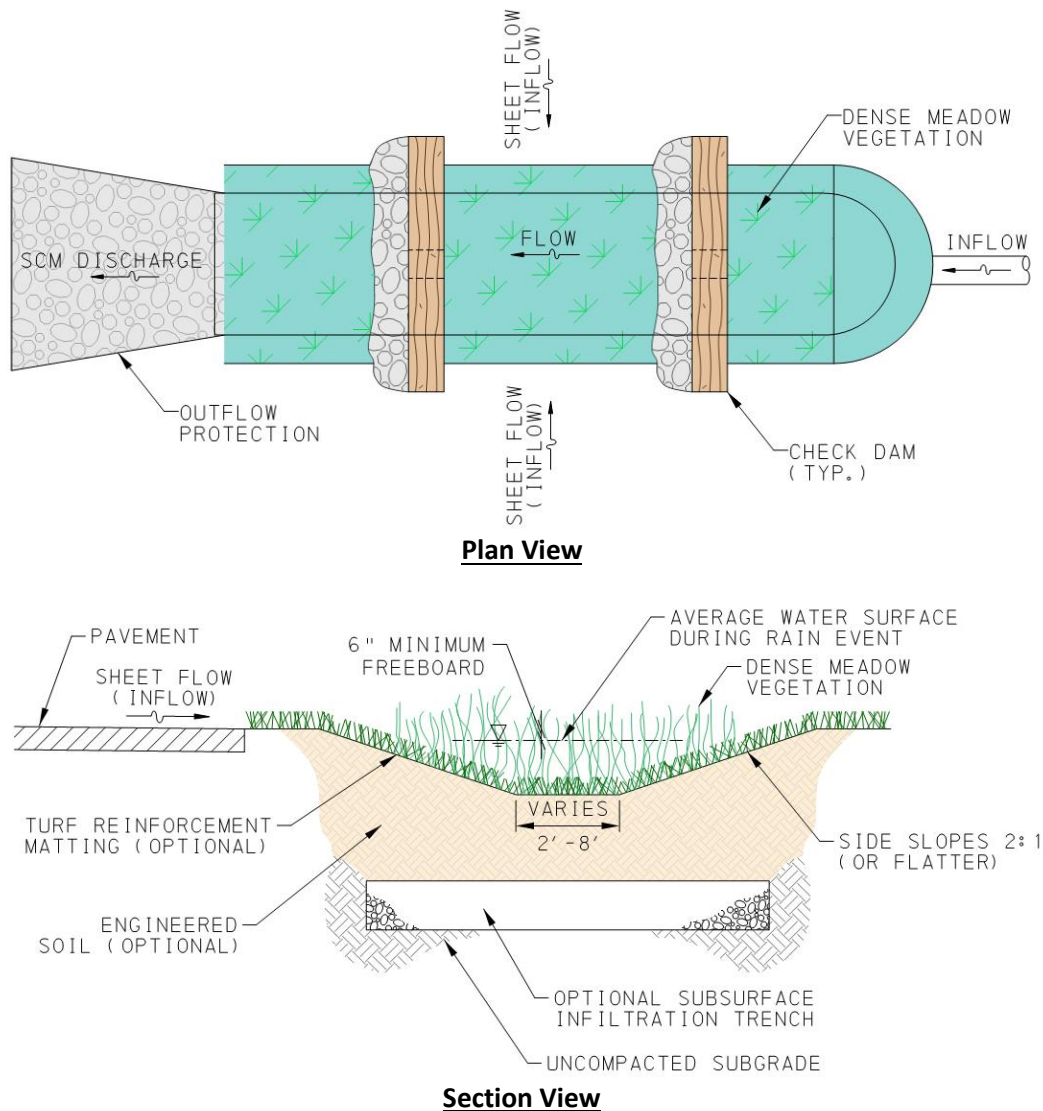 SHEET FLOW
(INFLOW)
DENSE MEADOW
VEGETATION
FLOW
INFLOW
SCM DISCHARGE
OUTFLOW
PROTECTION
SHEET FLOW
(INFLOW)
CHECK DAM
(TYP.)
Plan View
PAVEMENT
SHEET FLOW
(INFLOW)
6" MINIMUM
FREEBOARD
AVERAGE WATER SURFACE
DURING RAIN EVENT
DENSE MEADOW
VEGETATION
VARIES
2'-8'
TURF REINFORCEMENT
MATTING (OPTIONAL)
SIDE SLOPES 2:1
(OR FLATTER)
ENGINEERED
SOIL (OPTIONAL)
OPTIONAL SUBSURFACE
INFILTRATION TRENCH
UNCOMPACTED SUBGRADE
Section View